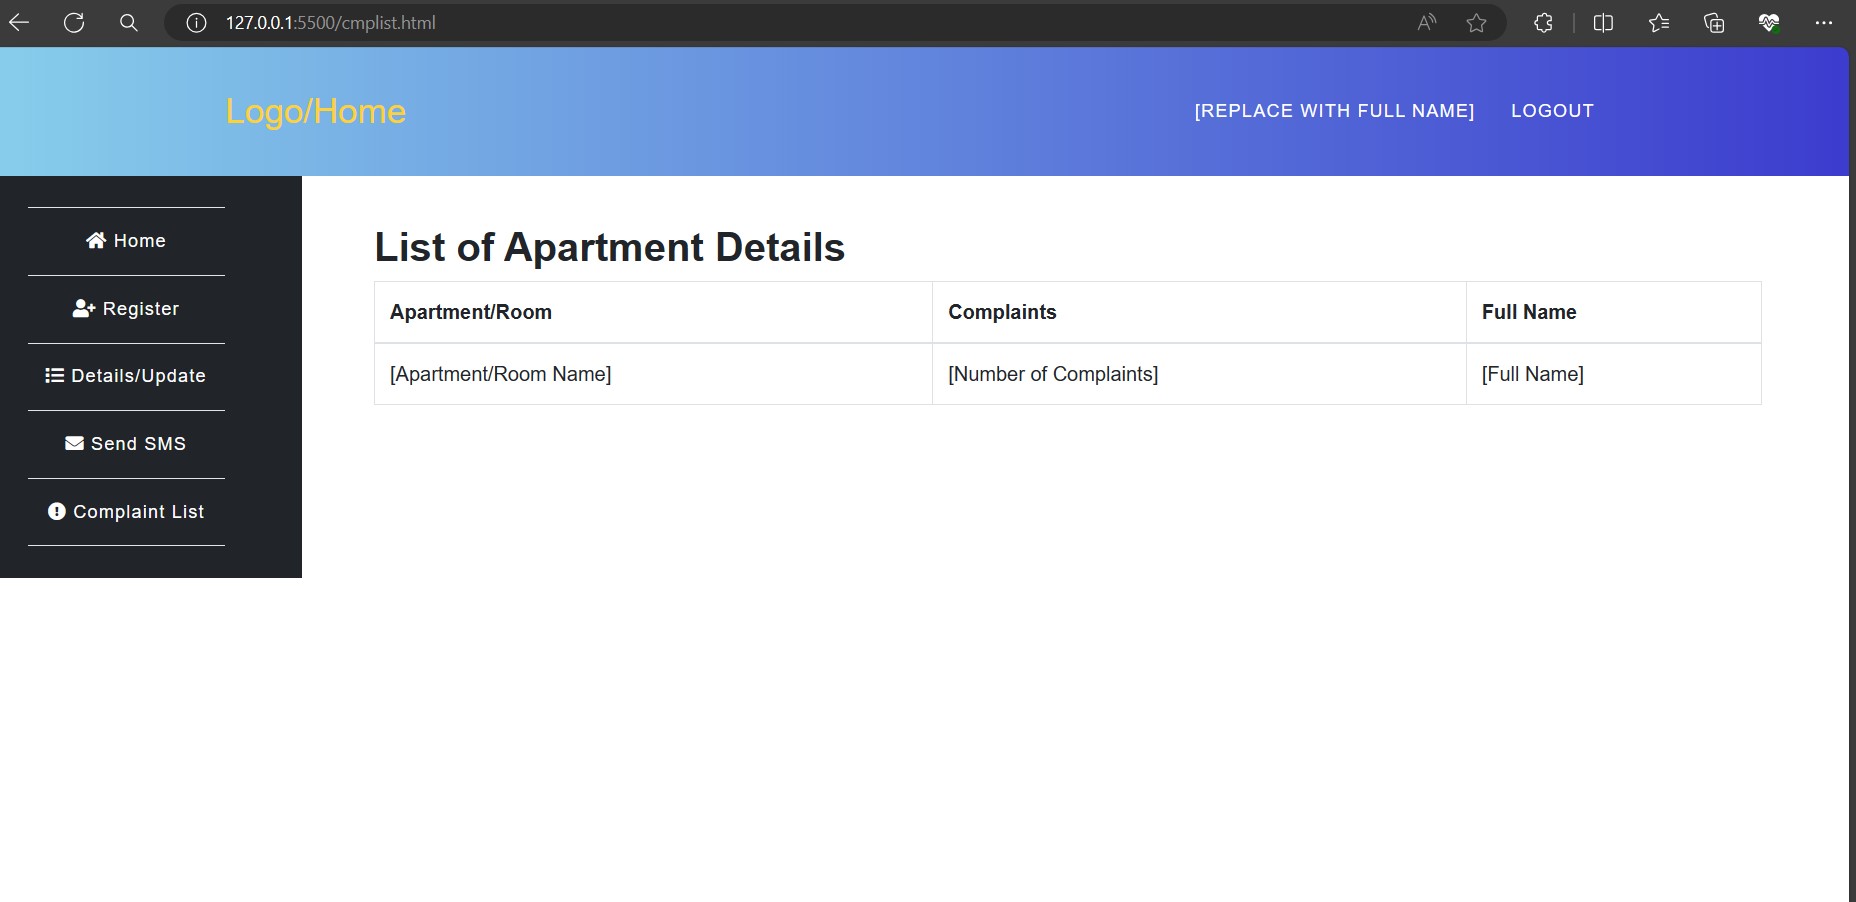 127.0.0.1:5500/cmplist.html
Logo/Home
[REPLACE WITH FULL NAME] LOGOUT
Home
Register
Details/Update
Send SMS
Complaint List
List of Apartment Details
Apartment/Room Complaints Full Name
[Apartment/Room Name] [Number of Complaints] [Full Name]